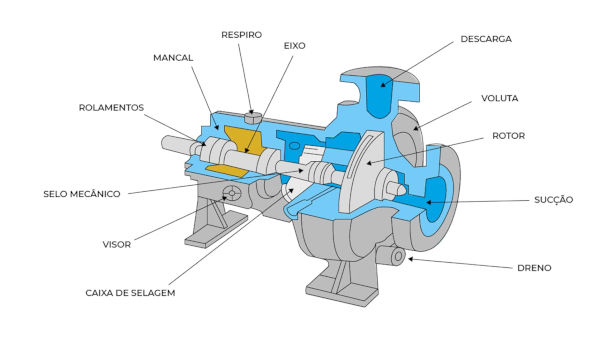 RESPIRO
EIXO
DESCARGA
MANCAL
VOLUTA
ROLAMENTOS
ROTOR
SELO MECÂNICO
SUCÇÃO
VISOR
DRENO
CAIXA DE SELAGEM